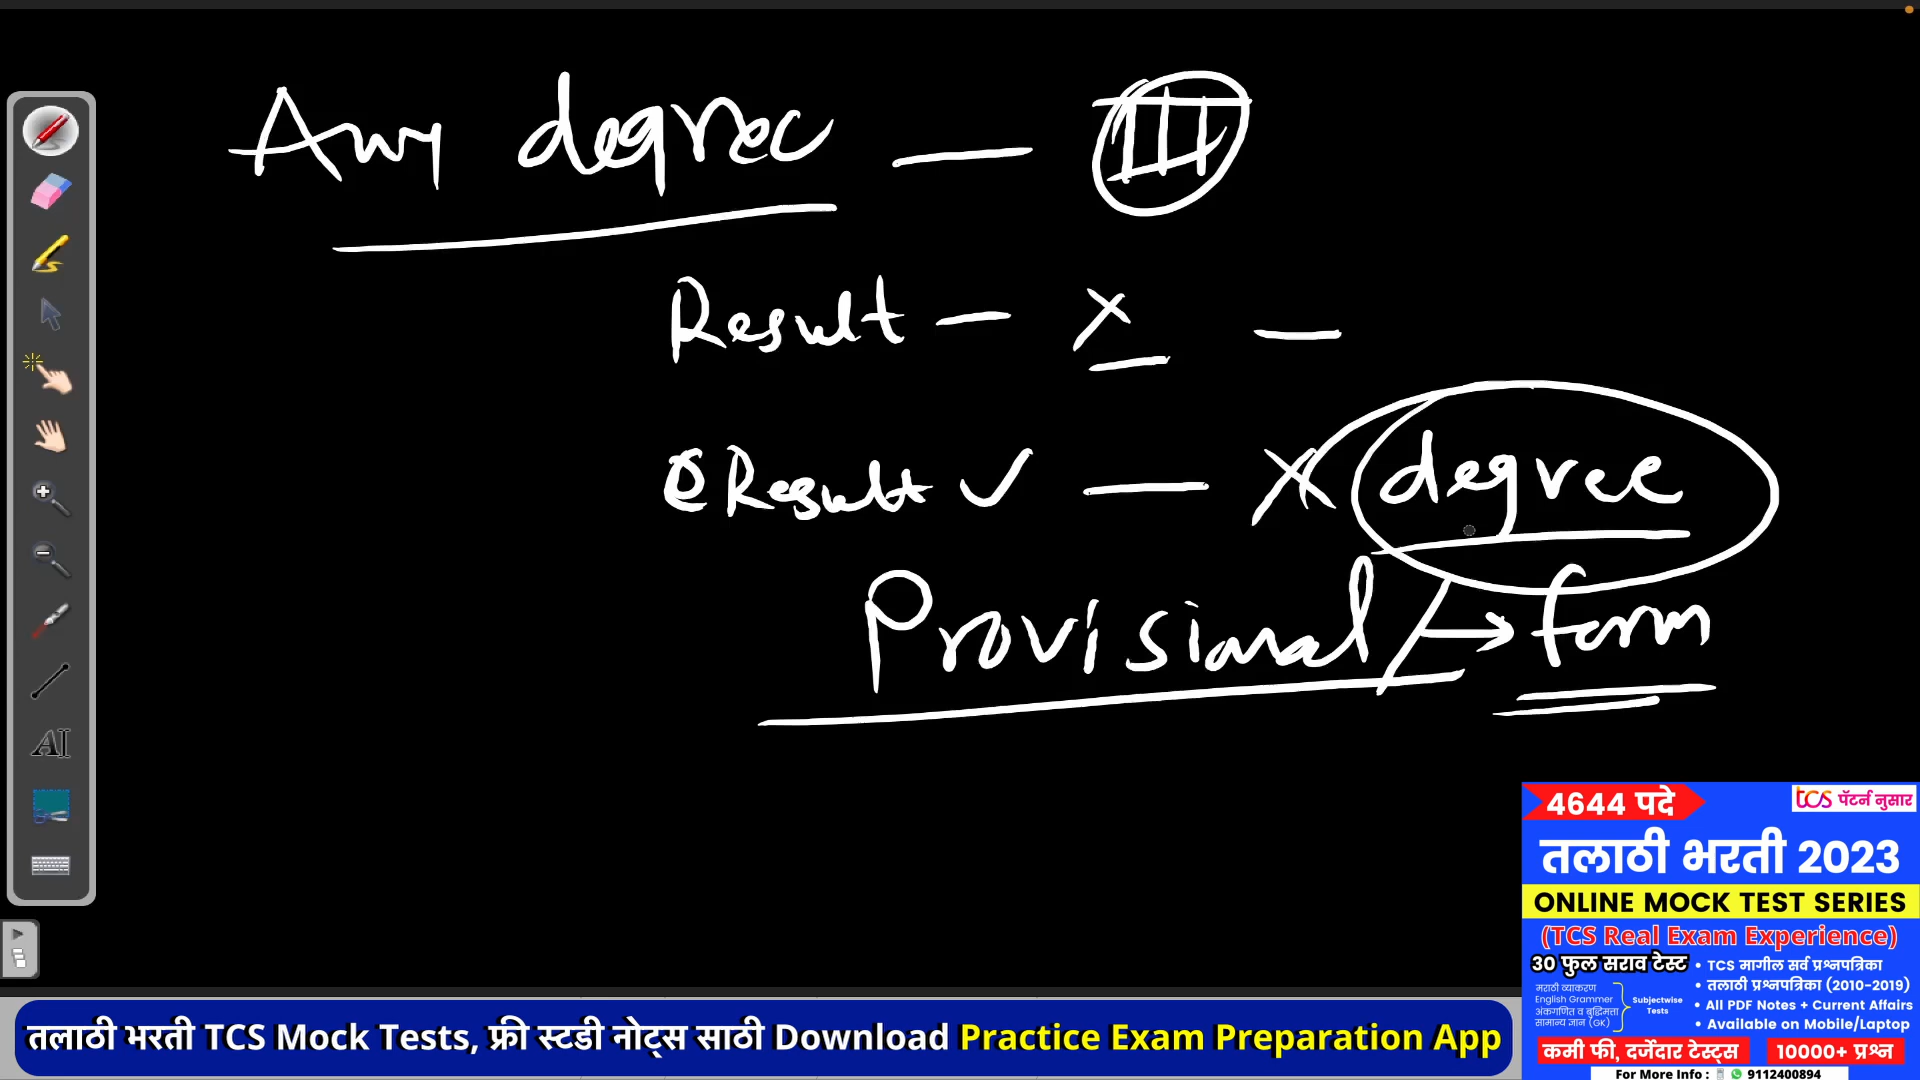 Any degree — III
Result — X —
Result ✓ — X degree
Provisional / → form
4644 पदे
tcs पॅटर्न नुसार
तलाठी भरती 2023
ONLINE MOCK TEST SERIES
(TCS Real Exam Experience)
30 फुल सराव टेस्ट
मराठी व्याकरण
English Grammer
अंकगणित व बुद्धिमत्ता
सामान्य ज्ञान (GK)
Subjectwise
Tests
• TCS मागील सर्व प्रश्नपत्रिका
• तलाठी प्रश्नपत्रिका (2010-2019)
• All PDF Notes + Current Affairs
• Available on Mobile/Laptop
कमी फी, दर्जेदार टेस्ट्स
10000+ प्रश्न
For More Info : 9112400894
तलाठी भरती TCS Mock Tests, फ्री स्टडी नोट्स साठी Download Practice Exam Preparation App